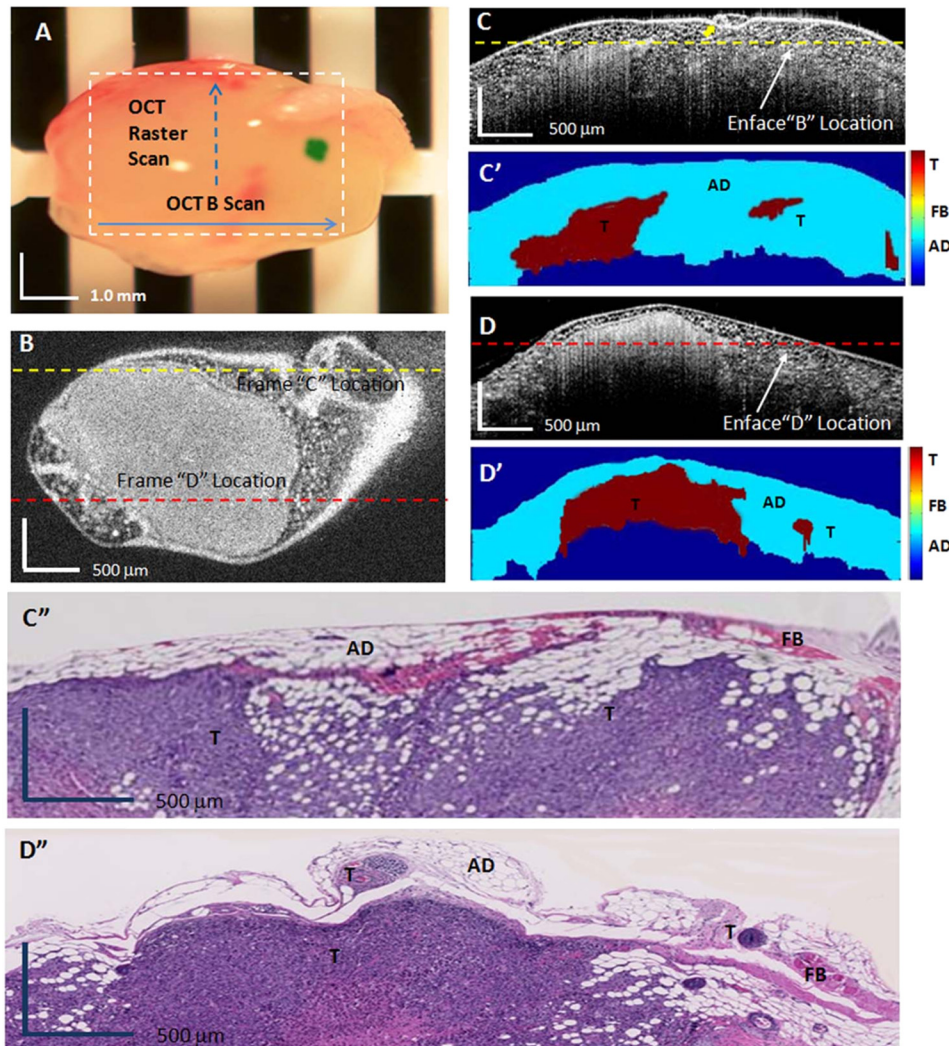 A
OCT
Raster
Scan
OCT B Scan
1.0 mm
B
Frame "C" Location
Frame "D" Location
500 µm
C
Enface"B" Location
500 µm
C'
AD
T
T
T
FB
AD
D
Enface"D" Location
500 µm
D'
T
AD
T
T
FB
AD
C"
AD
FB
T
T
500 µm
D"
T
AD
T
T
FB
500 µm